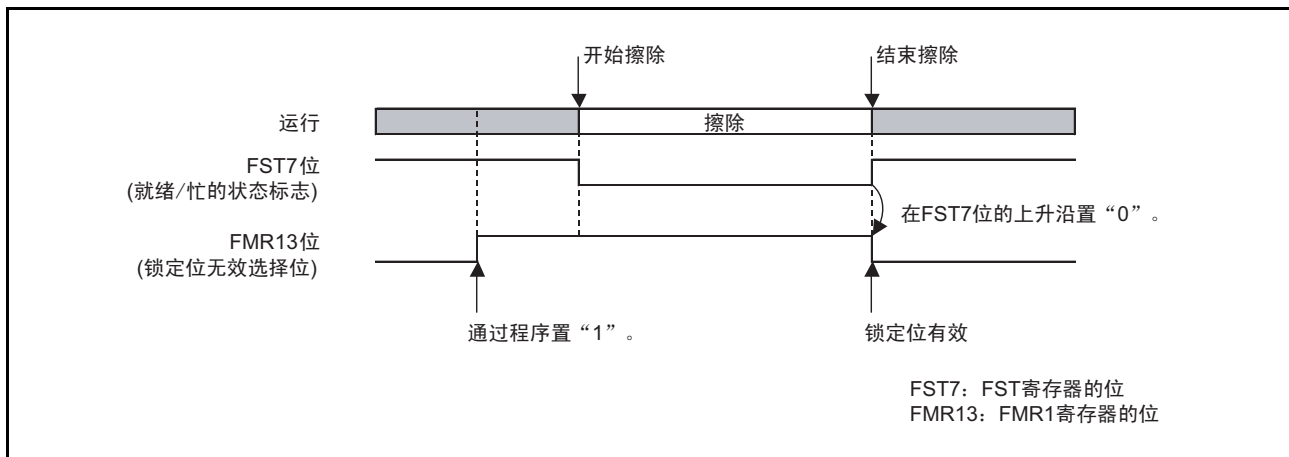 开始擦除
结束擦除
运行
擦除
FST7位
(就绪/忙的状态标志)
在FST7位的上升沿置“0”。
FMR13位
(锁定位无效选择位)
通过程序置“1”。
锁定位有效
FST7：FST寄存器的位
FMR13：FMR1寄存器的位